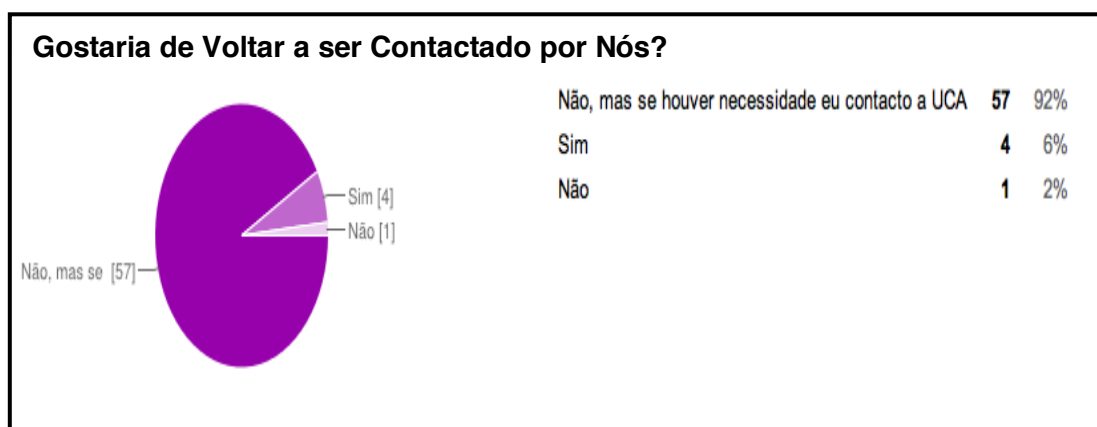 Gostaria de Voltar a ser Contactado por Nós?
Não, mas se houver necessidade eu contacto a UCA 57 92%
Sim 4 6%
Não 1 2%
Sim [4]
Não [1]
Não, mas se [57]